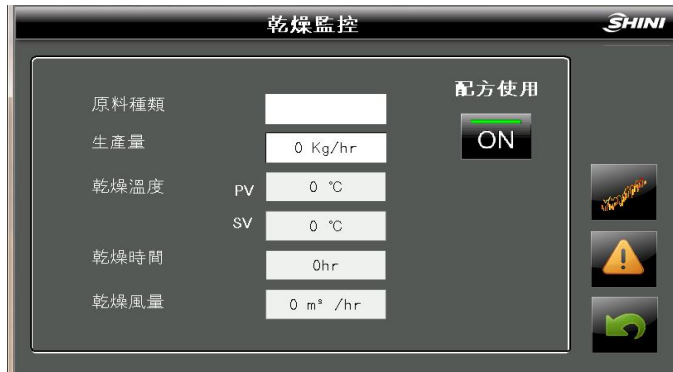 乾燥監控
SHINI
配方使用
ON
原料種類
生產量 0 Kg/hr
乾燥溫度 PV 0 ℃
SV 0 ℃
乾燥時間 0hr
乾燥風量 0 m³ /hr